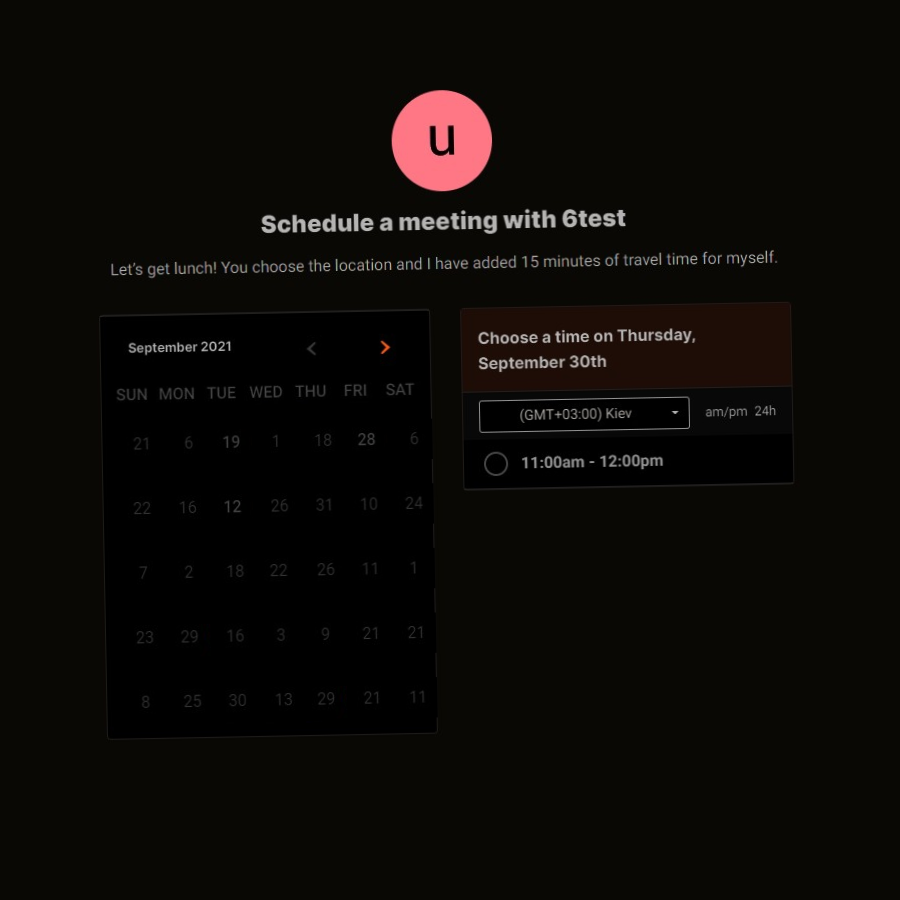 u
Schedule a meeting with 6test
Let's get lunch! You choose the location and I have added 15 minutes of travel time for myself.
September 2021
SUN MON TUE WED THU FRI SAT
21 6 19 1 18 28 6
22 16 12 26 31 10 24
7 2 18 22 26 11 1
23 29 16 3 9 21 21
8 25 30 13 29 21 11
Choose a time on Thursday,
September 30th
(GMT+03:00) Kiev am/pm 24h
11:00am - 12:00pm